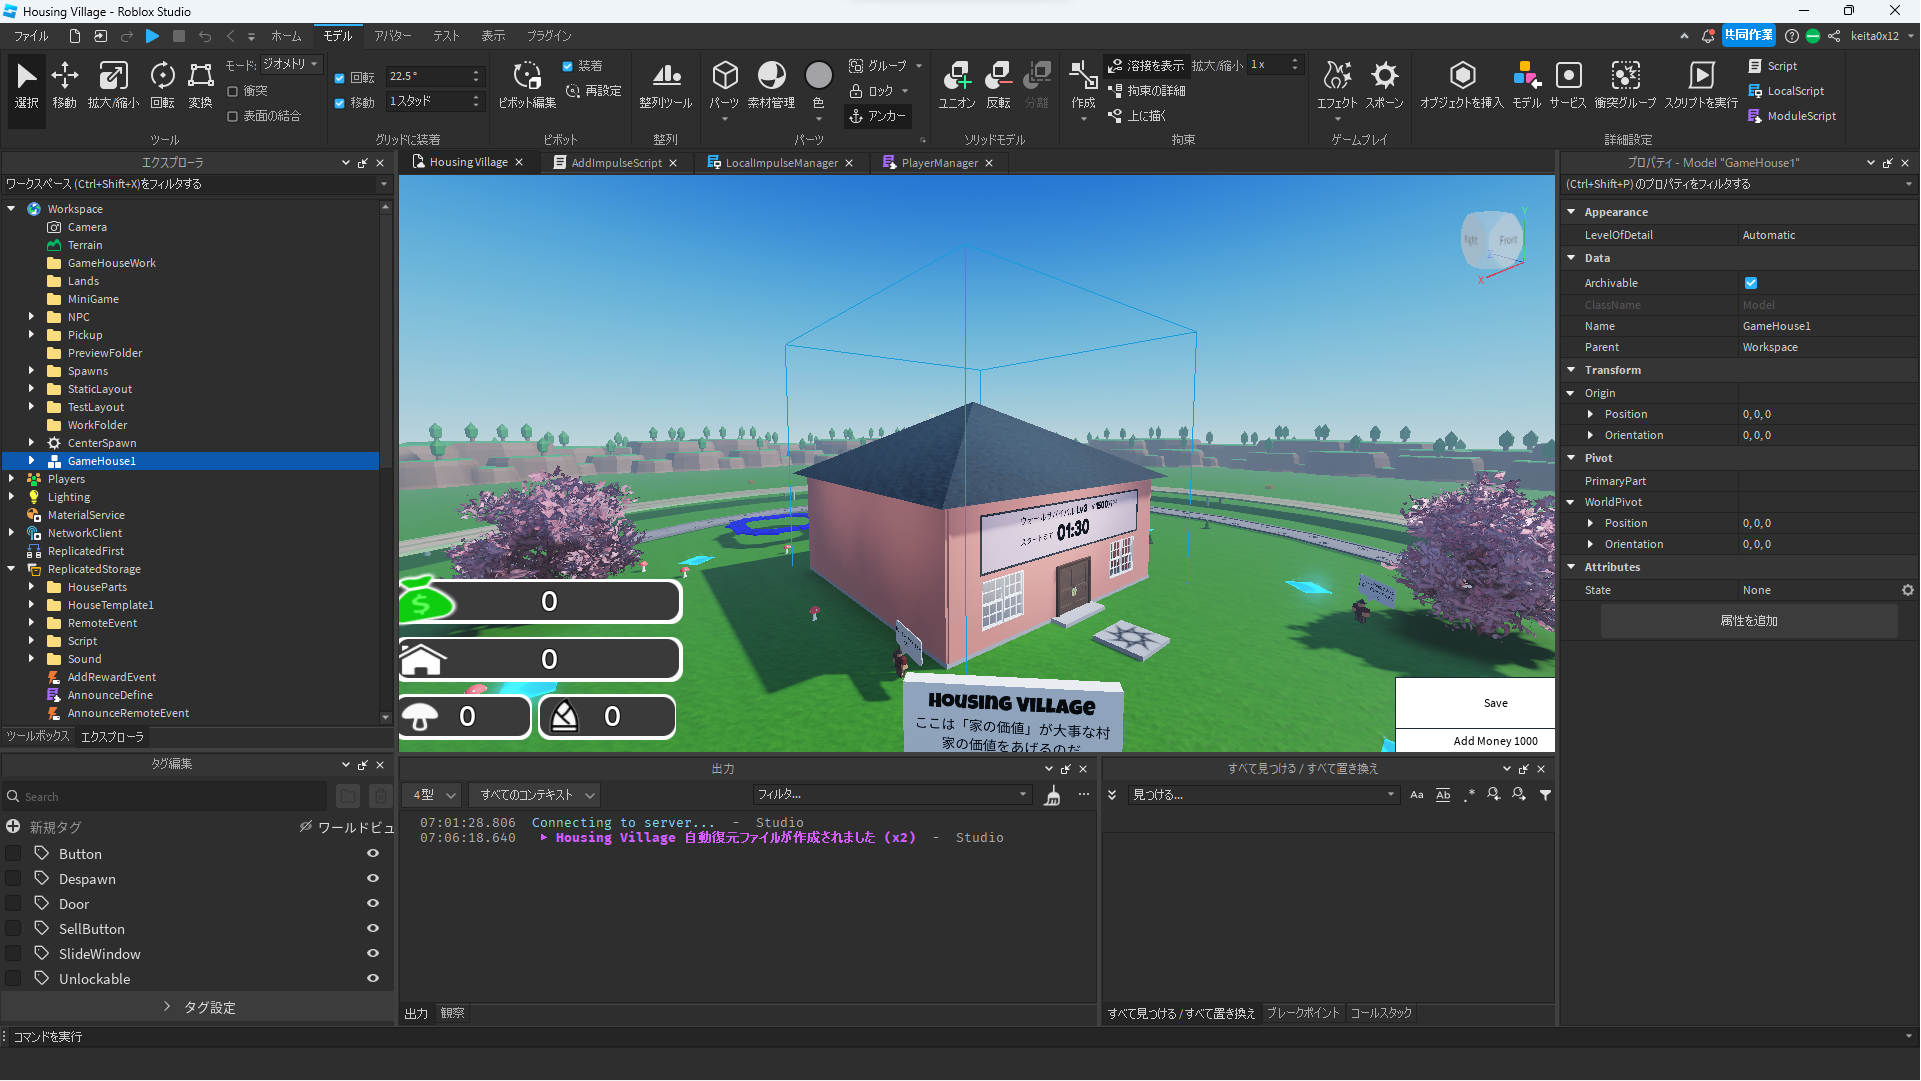 Housing Village - Roblox Studio
ファイル
ホーム
モデル
アバター
テスト
表示
プラグイン
共同作業
keita0x12
選択
移動
拡大/縮小
回転
変換
モード:
ジオメトリ
衝突
表面の結合
ツール
回転
22.5°
移動
1スタッド
グリッドに装着
ピボット編集
装着
再設定
ピボット
整列ツール
整列
パーツ
素材管理
色
グループ
ロック
アンカー
パーツ
ユニオン
反転
分離
ソリッドモデル
作成
溶接を表示
拡大/縮小
1x
拘束の詳細
上に描く
拘束
エフェクト
スポーン
ゲームプレイ
オブジェクトを挿入
モデル
サービス
衝突グループ
スクリプトを実行
Script
LocalScript
ModuleScript
詳細設定
エクスプローラ
ワークスペース (Ctrl+Shift+X)をフィルタする
Workspace
Camera
Terrain
GameHouseWork
Lands
MiniGame
NPC
Pickup
PreviewFolder
Spawns
StaticLayout
TestLayout
WorkFolder
CenterSpawn
GameHouse1
Players
Lighting
MaterialService
NetworkClient
ReplicatedFirst
ReplicatedStorage
HouseParts
HouseTemplate1
RemoteEvent
Script
Sound
AddRewardEvent
AnnounceDefine
AnnounceRemoteEvent
ツールボックス
エクスプローラ
タグ編集
Search
新規タグ
ワールドビュ
Button
Despawn
Door
SellButton
SlideWindow
Unlockable
タグ設定
コマンドを実行
Housing Village
AddImpulseScript
LocalImpulseManager
PlayerManager
Right
Front
Y
Z
X
ウォールサバイバル Lv3
スタートまで 01:30
0
0
0
0
Housing Village
ここは「家の価値」が大事な村
家の価値をあげるのだ
Save
Add Money 1000
出力
4型
すべてのコンテキスト
フィルタ...
07:01:28.806 Connecting to server... - Studio
07:06:18.640 Housing Village 自動復元ファイルが作成されました (x2) - Studio
出力
観察
すべて見つける / すべて置き換え
見つける...
Aa
Ab
.*
すべて見つける / すべて置き換え
ブレークポイント
コールスタック
プロパティ - Model "GameHouse1"
(Ctrl+Shift+P) のプロパティをフィルタする
Appearance
LevelOfDetail
Automatic
Data
Archivable
ClassName
Model
Name
GameHouse1
Parent
Workspace
Transform
Origin
Position
0, 0, 0
Orientation
0, 0, 0
Pivot
PrimaryPart
WorldPivot
Position
0, 0, 0
Orientation
0, 0, 0
Attributes
State
None
属性を追加